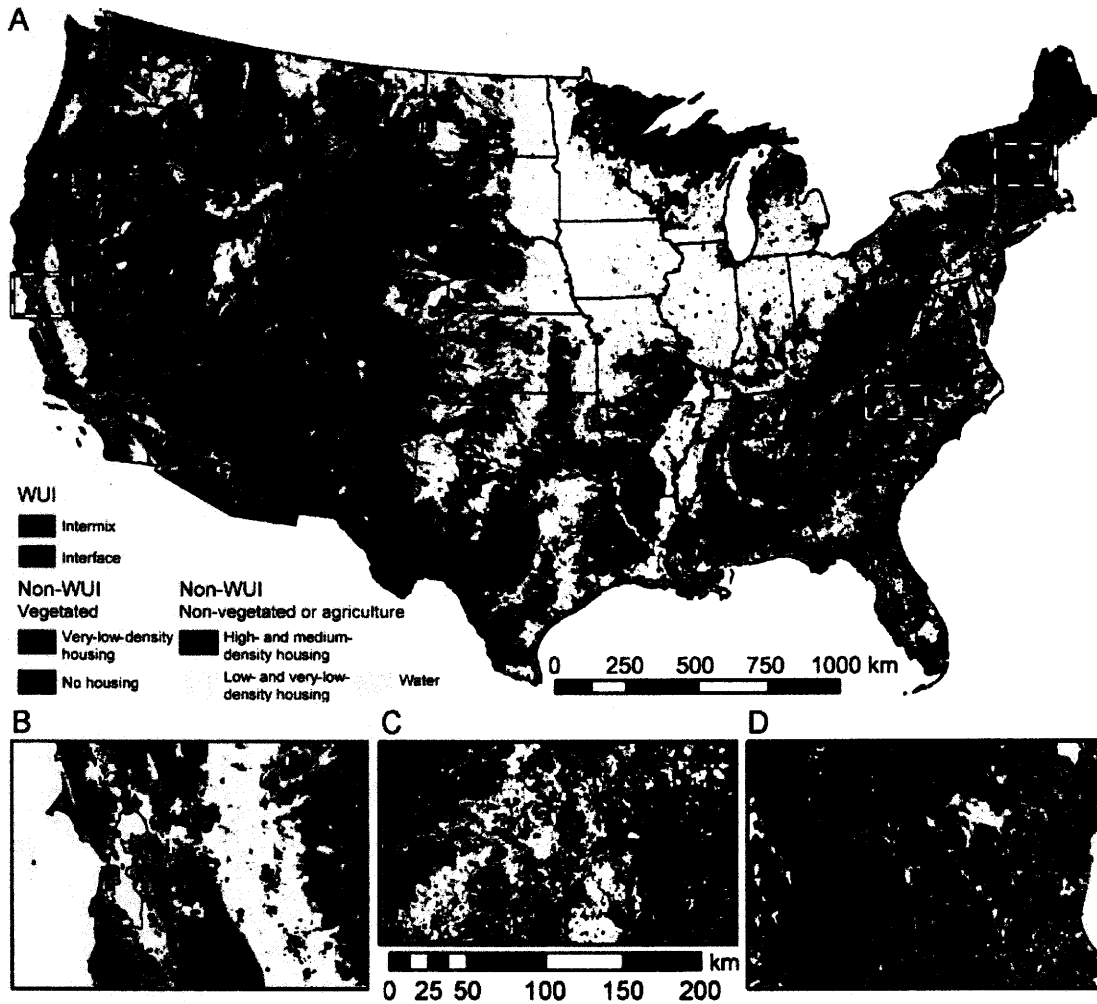 A
WUI
Intermix
Interface
Non-WUI
Vegetated
Very-low-density
housing
No housing
Non-WUI
Non-vegetated or agriculture
High- and medium-
density housing
Low- and very-low-
density housing
Water
0 250 500 750 1000 km
B
C
D
km
0 25 50 100 150 200